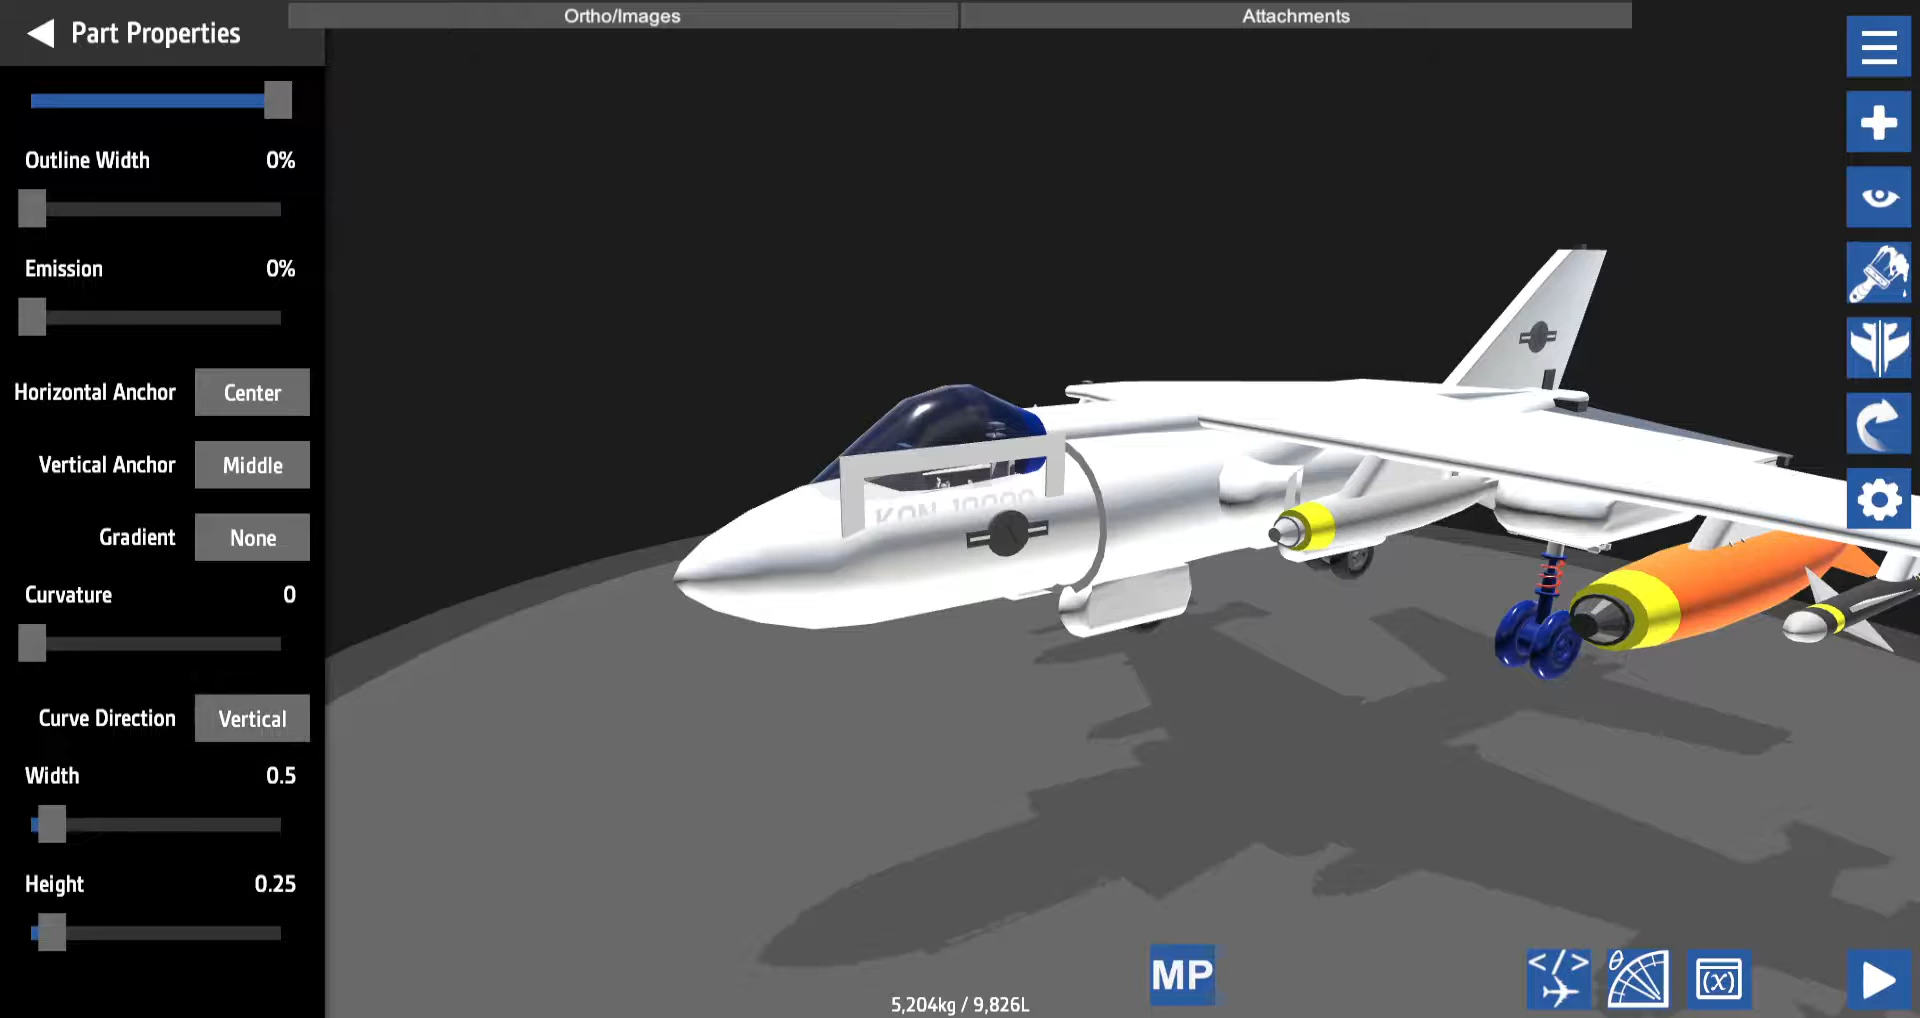 Ortho/Images
Attachments
Part Properties
Outline Width 0%
Emission 0%
Horizontal Anchor Center
Vertical Anchor Middle
Gradient None
Curvature 0
Curve Direction Vertical
Width 0.5
Height 0.25
MP
</>
θ
(x)
5,204kg / 9,826L